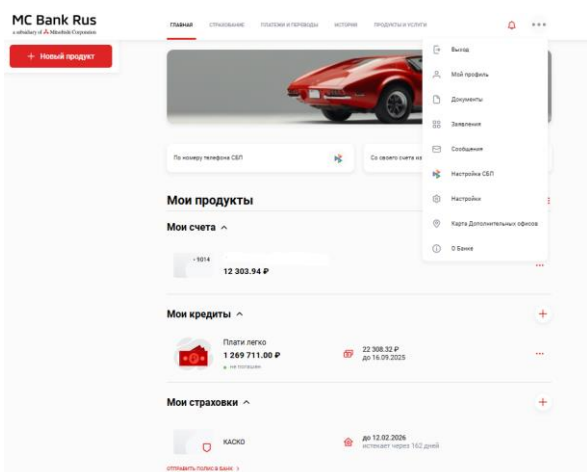 MC Bank Rus
a subsidiary of Mitsubishi Corporation
ГЛАВНАЯ СТРАХОВАНИЕ ПЛАТЕЖИ И ПЕРЕВОДЫ ИСТОРИЯ ПРОДУКТЫ И УСЛУГИ
+ Новый продукт
Выход
Мой профиль
Документы
Заявления
Сообщения
Настройка СБП
Настройки
Карта Дополнительных офисов
О Банке
По номеру телефона СБП
Со своего счета
Мои продукты
Мои счета
• 9014
12 303.94 ₽
Мои кредиты
Плати легко
1 269 711.00 ₽
не погашен
22 308.32 ₽
до 16.09.2025
Мои страховки
КАСКО
до 12.02.2026
истекает через 162 дней
ОТПРАВИТЬ ПОЛИС В БАНК >